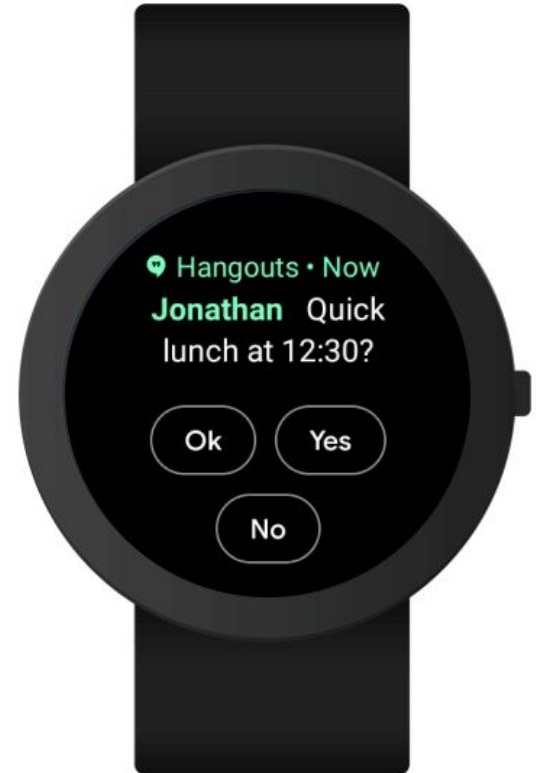 Hangouts • Now
Jonathan Quick
lunch at 12:30?
Ok Yes
No